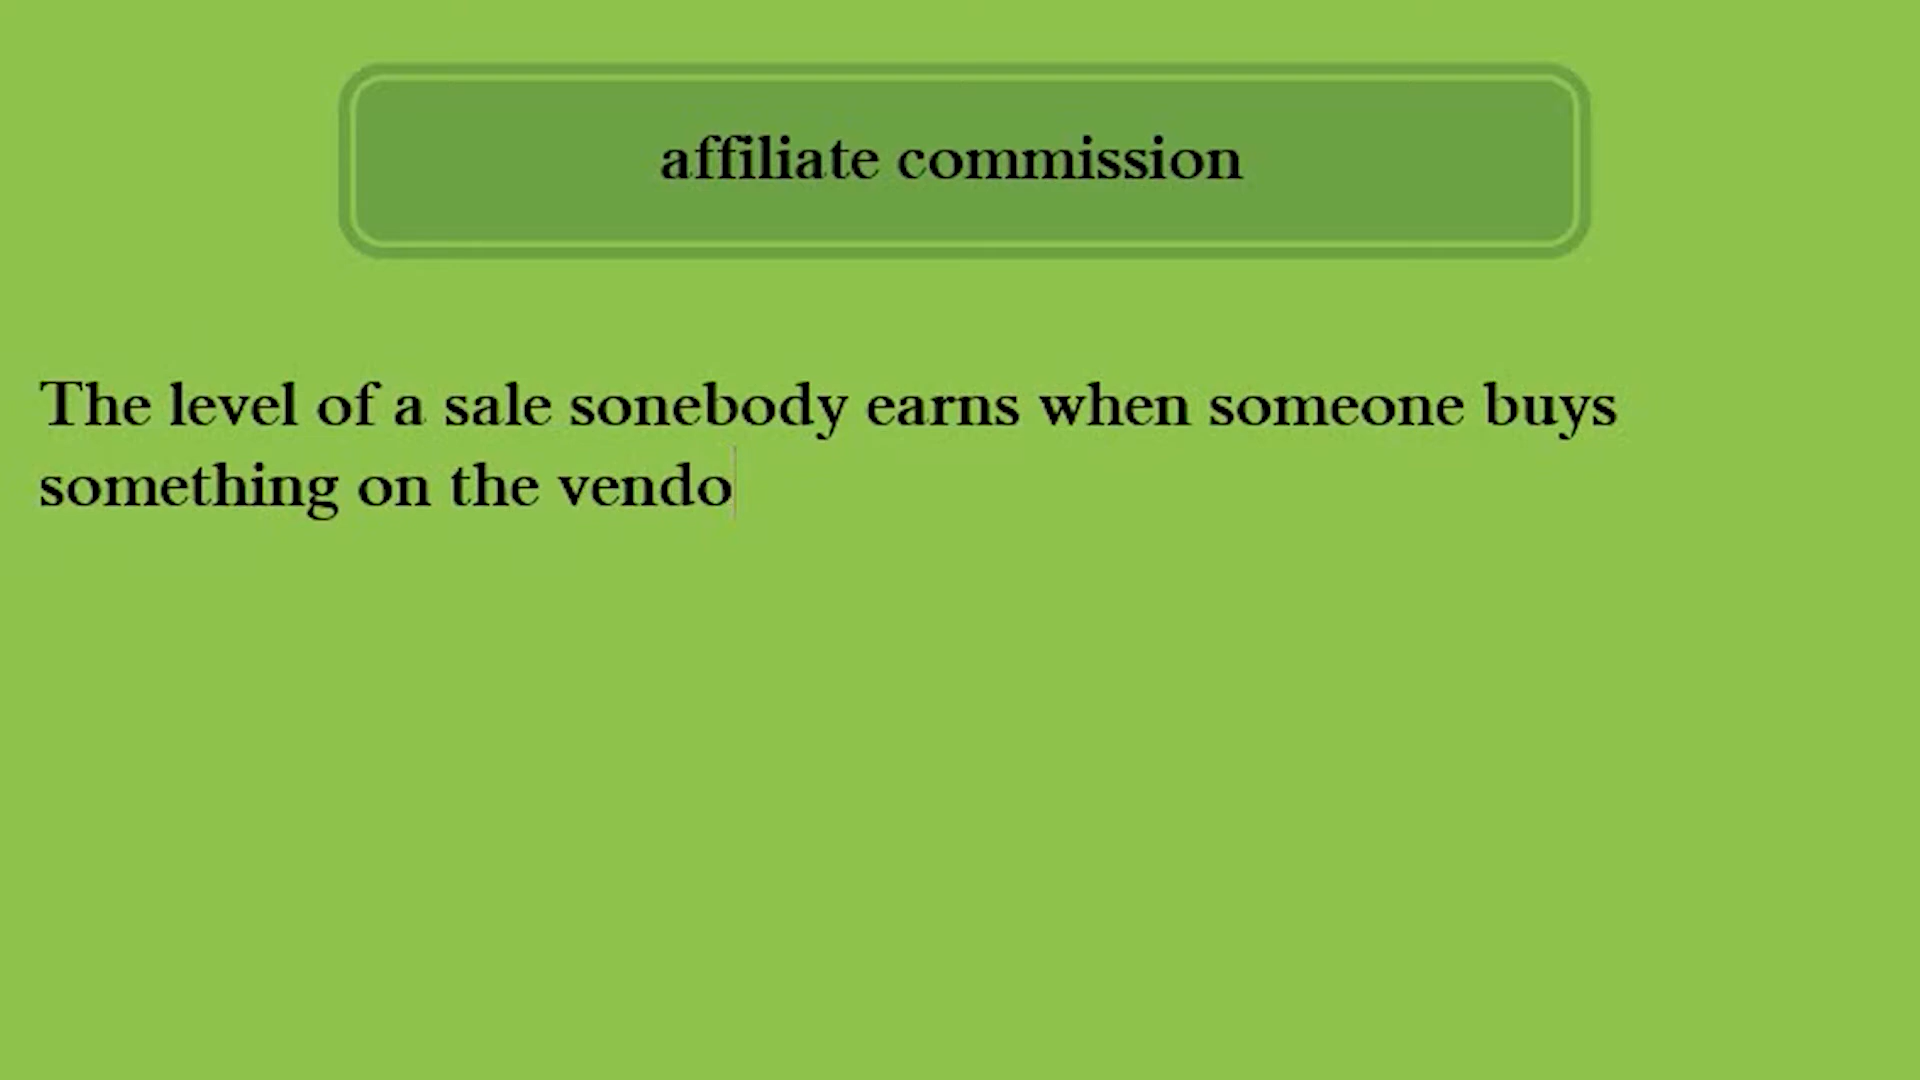 affiliate commission
The level of a sale sonebody earns when someone buys
something on the vendo